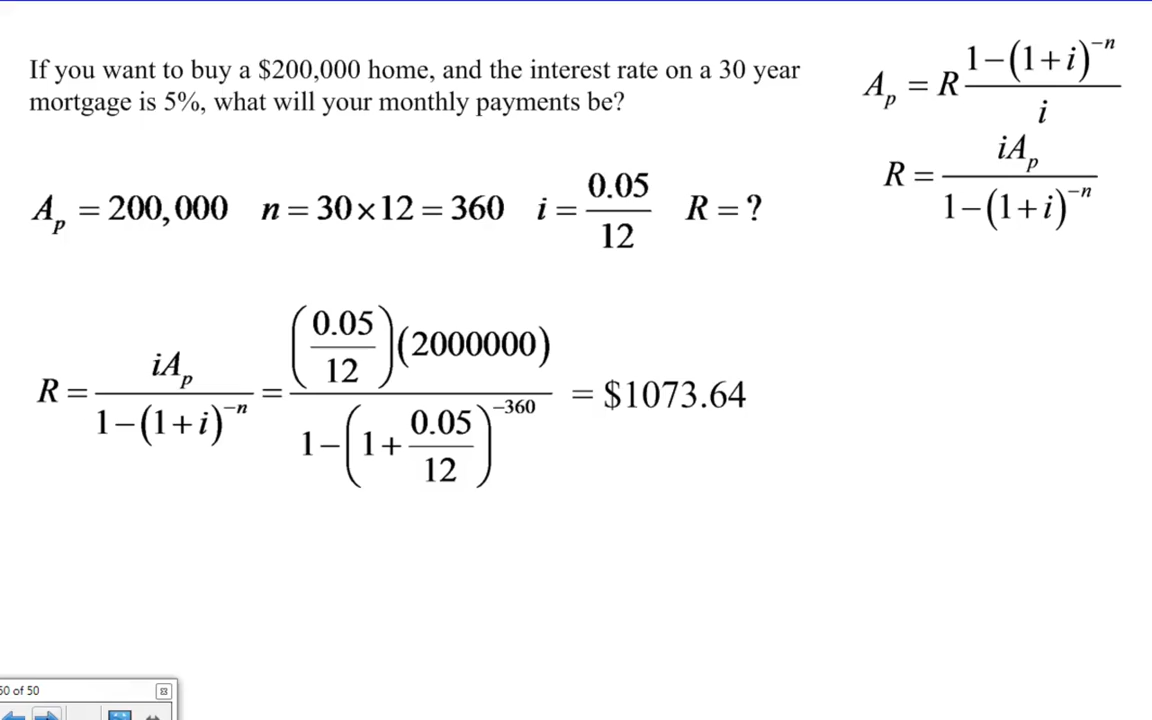 If you want to buy a $200,000 home, and the interest rate on a 30 year
mortgage is 5%, what will your monthly payments be?
A_p = R (1−(1+i)^−n)/i
R = iA_p/(1−(1+i)^−n)
A_p = 200,000 n = 30×12 = 360 i = 0.05/12 R = ?
R = iA_p/(1−(1+i)^−n) = (0.05/12)(2000000)/(1−(1+0.05/12)^−360) = $1073.64
50 of 50